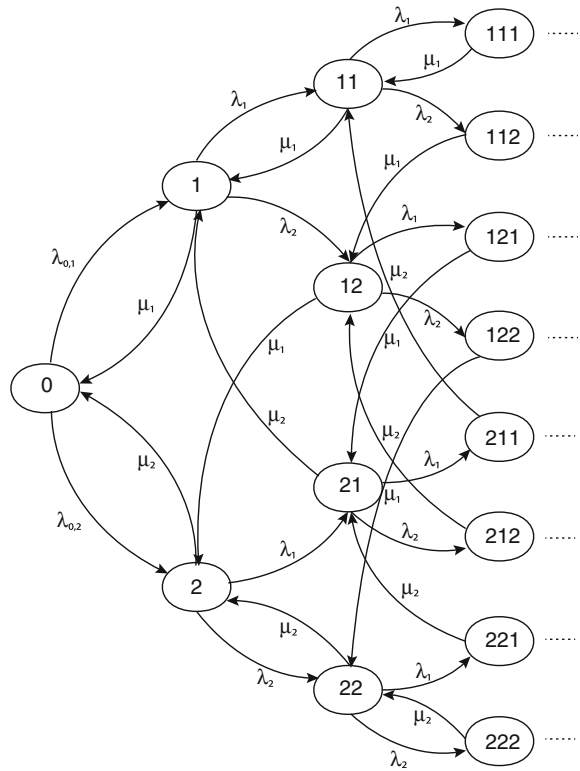 λ₁
111
μ₁
11
λ₁
λ₂
112
μ₁
μ₁
1
λ₁
121
λ₂
λ₀,₁
μ₂
12
μ₁
λ₂
122
μ₁
μ₁
0
μ₂
μ₂
211
μ₂
λ₁
21
μ₁
λ₀,₂
λ₂
212
λ₁
2
μ₂
221
μ₂
λ₁
λ₂
22
μ₂
222
λ₂